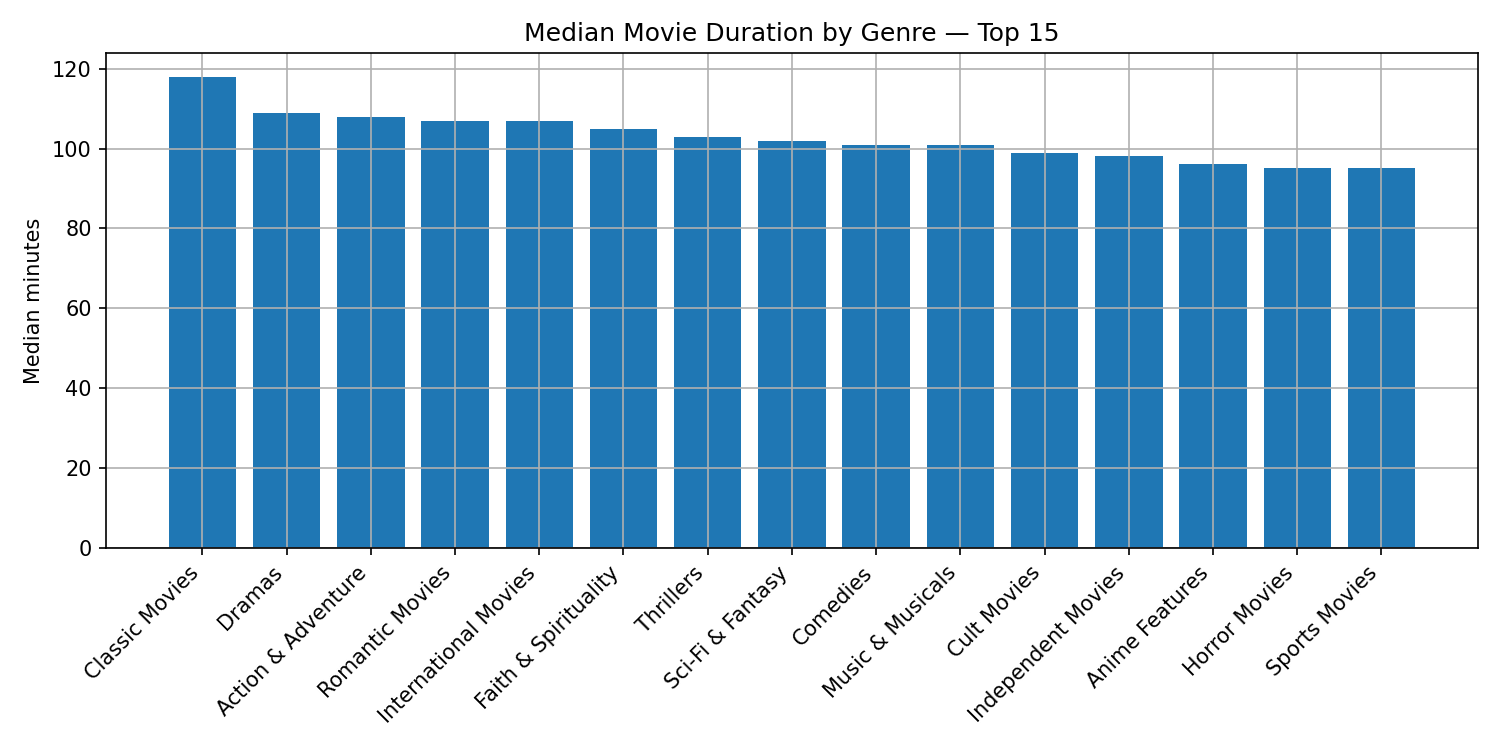 Median Movie Duration by Genre — Top 15
Median minutes
120
100
80
60
40
20
0
Classic Movies
Dramas
Action & Adventure
Romantic Movies
International Movies
Faith & Spirituality
Thrillers
Sci-Fi & Fantasy
Comedies
Music & Musicals
Cult Movies
Independent Movies
Anime Features
Horror Movies
Sports Movies